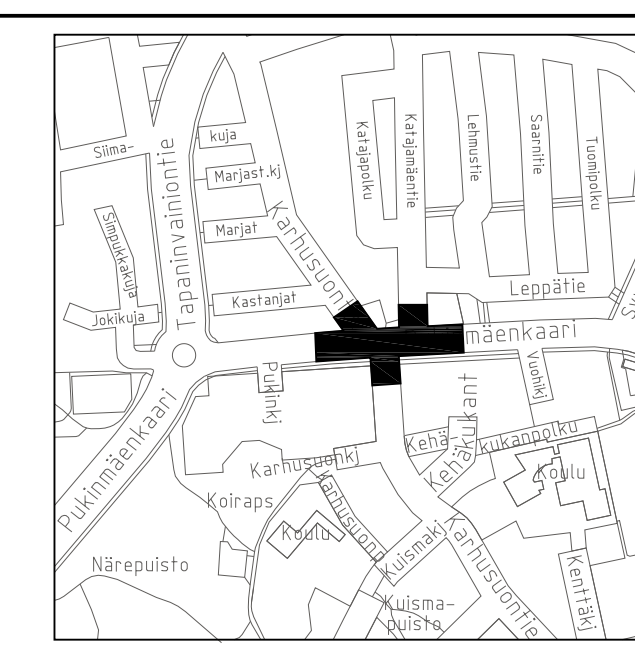 Siima-
kuja
Marjast.kj
Marjat
Kastanjat
Simpukkakuja
Jokikuja
Tapaninvainiontie
Karhusuont
Katajapolku
Katajamäentie
Lehmustie
Saarnitie
Tuomipolku
Leppätie
mäenkaari
Vuohikj
Pukinkj
Pukinmäenkaari
Kehä-
kukanpolku
Kehäkukant
Karhusuonkj
Karhusuonp
Koiraps
Koulu
Koulu
Kuismakj
Karhusuontie
Närepuisto
Kuisma-
puisto
Kenttäkj